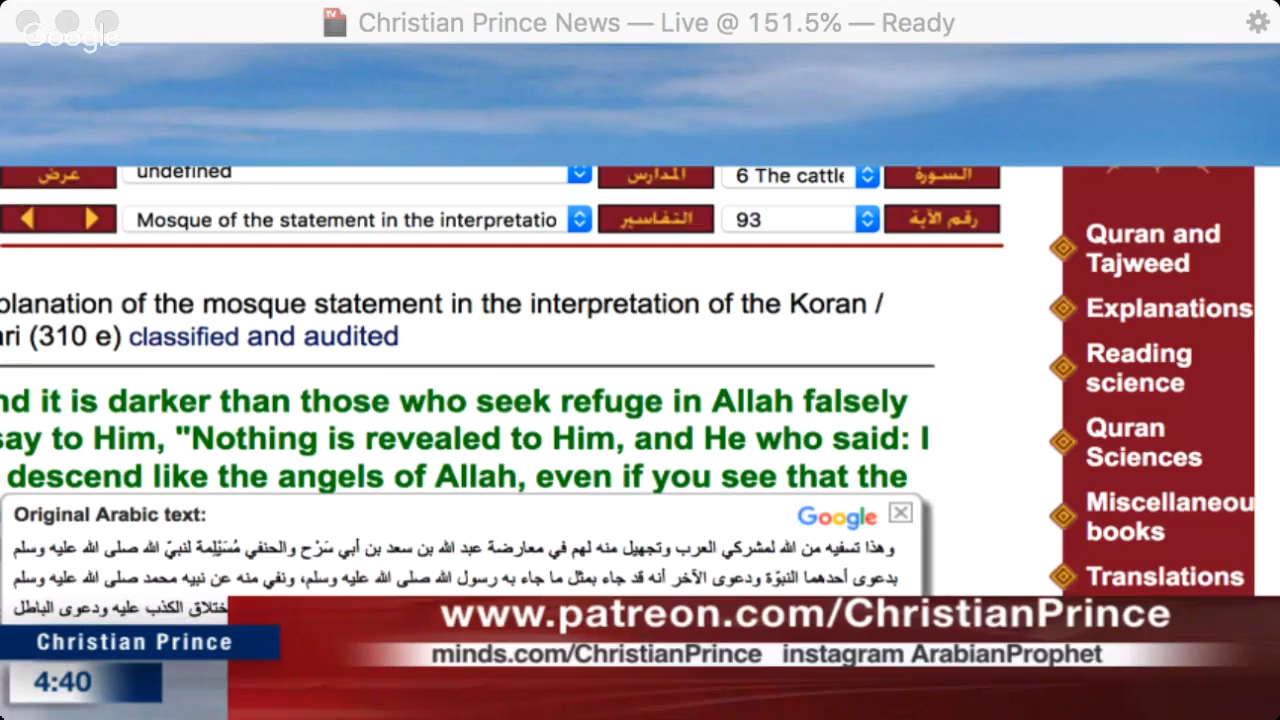 Christian Prince News — Live @ 151.5% — Ready
Google
undefined
عرض
المدارس
6 The cattle
السورة
Mosque of the statement in the interpretatio
التفاسير
93
رقم الآية
planation of the mosque statement in the interpretation of the Koran /
ari (310 e) classified and audited
nd it is darker than those who seek refuge in Allah falsely
say to Him, "Nothing is revealed to Him, and He who said: I
descend like the angels of Allah, even if you see that the
Original Arabic text:
Google
وهذا تسفيه من الله لمشركي العرب وتجهيل منه لهم في معارضة عبد الله بن سعد بن أبي سَرْح والحنفي مُسَيْلِمة لنبيّ الله صلى الله عليه وسلم
بدعوى أحدهما النبوّة ودعوى الآخر أنه قد جاء بمثل ما جاء به رسول الله صلى الله عليه وسلم، ونفي منه عن نبيه محمد صلى الله عليه وسلم
ختلاق الكذب عليه ودعوى الباطل
Quran and
Tajweed
Explanations
Reading
science
Quran
Sciences
Miscellaneou
books
Translations
www.patreon.com/ChristianPrince
Christian Prince
minds.com/ChristianPrince instagram ArabianProphet
4:40